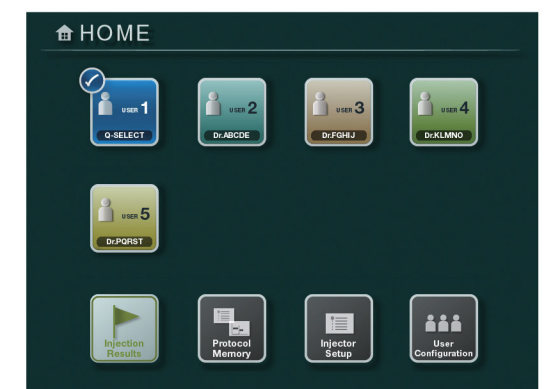 HOME
USER 1
Q-SELECT
USER 2
Dr.ABCDE
USER 3
Dr.FGHIJ
USER 4
Dr.KLMNO
USER 5
Dr.PQRST
Injection
Results
Protocol
Memory
Injector
Setup
User
Configuration